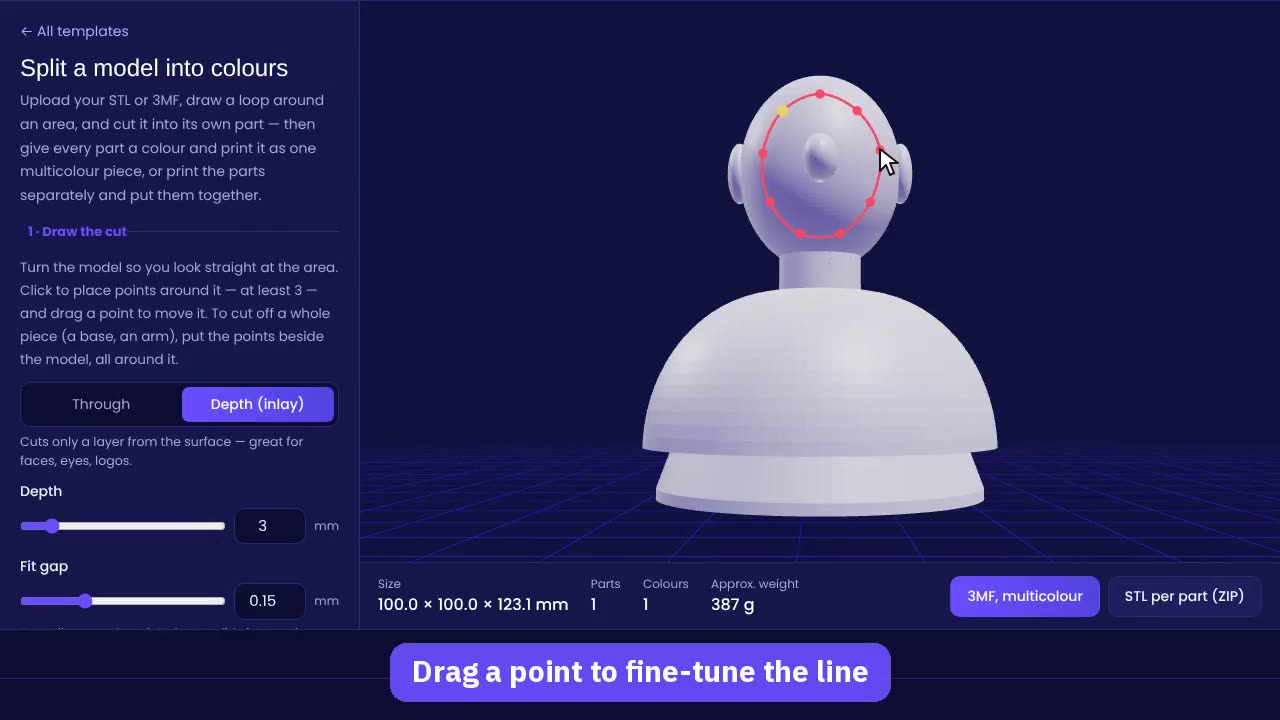 ← All templates
Split a model into colours
Upload your STL or 3MF, draw a loop around
an area, and cut it into its own part — then
give every part a colour and print it as one
multicolour piece, or print the parts
separately and put them together.
1 · Draw the cut
Turn the model so you look straight at the area.
Click to place points around it — at least 3 —
and drag a point to move it. To cut off a whole
piece (a base, an arm), put the points beside
the model, all around it.
Through
Depth (inlay)
Cuts only a layer from the surface — great for
faces, eyes, logos.
Depth
3 mm
Fit gap
0.15 mm
Size
100.0 × 100.0 × 123.1 mm
Parts
1
Colours
1
Approx. weight
387 g
3MF, multicolour
STL per part (ZIP)
Drag a point to fine-tune the line